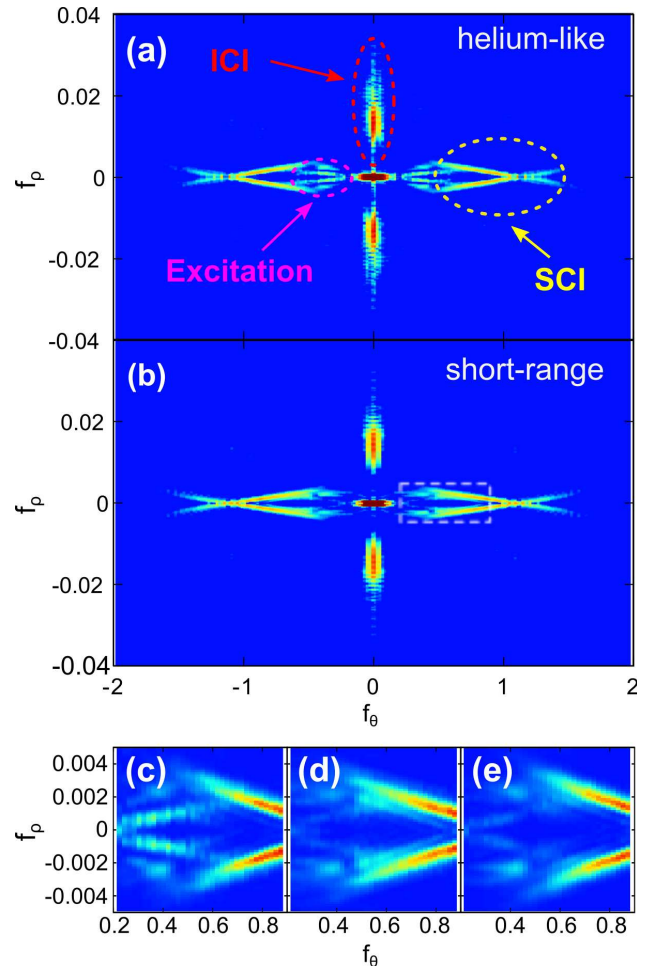 0.04
(a)
helium-like
ICI
0.02
f_ρ
0
Excitation
SCI
-0.02
-0.04
(b)
short-range
0.02
f_ρ
0
-0.02
-0.04
-2 -1 0 1 2
f_θ
(c) (d) (e)
0.004
0.002
f_ρ
0
-0.002
-0.004
0.2 0.4 0.6 0.8 0.4 0.6 0.8 0.4 0.6 0.8
f_θ